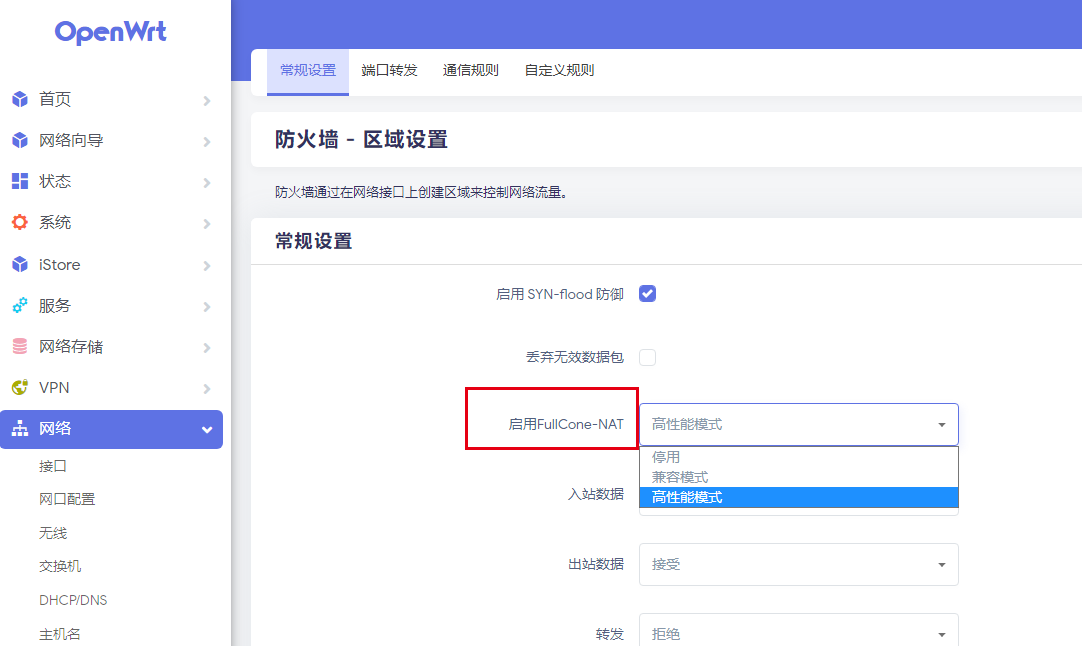 OpenWrt
首页
网络向导
状态
系统
iStore
服务
网络存储
VPN
网络
接口
网口配置
无线
交换机
DHCP/DNS
主机名
常规设置 端口转发 通信规则 自定义规则
防火墙 - 区域设置
防火墙通过在网络接口上创建区域来控制网络流量。
常规设置
启用 SYN-flood 防御
丢弃无效数据包
启用FullCone-NAT 高性能模式
停用
兼容模式
高性能模式
入站数据
出站数据 接受
转发 拒绝